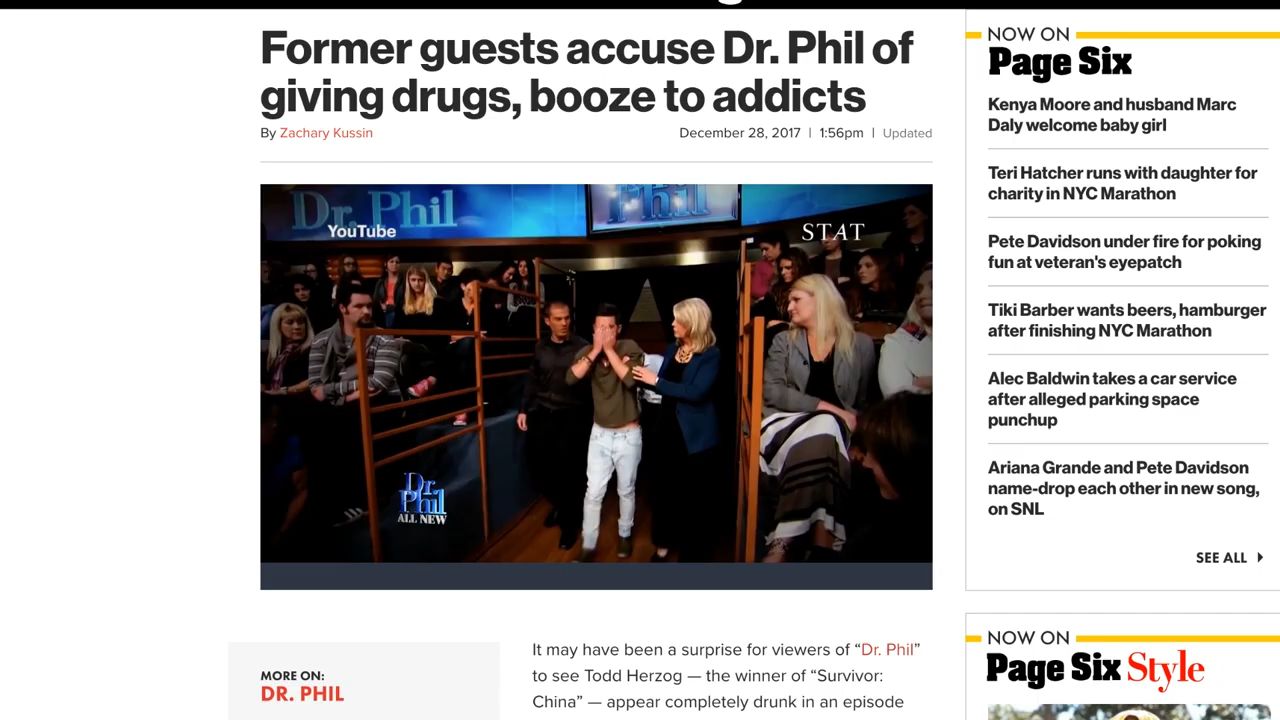 Former guests accuse Dr. Phil of
giving drugs, booze to addicts
By Zachary Kussin
December 28, 2017 | 1:56pm | Updated
Dr. Phil
Phil
YouTube
STAT
Dr.
Phil
ALL NEW
MORE ON:
DR. PHIL
It may have been a surprise for viewers of “Dr. Phil”
to see Todd Herzog — the winner of “Survivor:
China” — appear completely drunk in an episode
NOW ON
Page Six
Kenya Moore and husband Marc
Daly welcome baby girl
Teri Hatcher runs with daughter for
charity in NYC Marathon
Pete Davidson under fire for poking
fun at veteran's eyepatch
Tiki Barber wants beers, hamburger
after finishing NYC Marathon
Alec Baldwin takes a car service
after alleged parking space
punchup
Ariana Grande and Pete Davidson
name-drop each other in new song,
on SNL
SEE ALL
NOW ON
Page Six Style